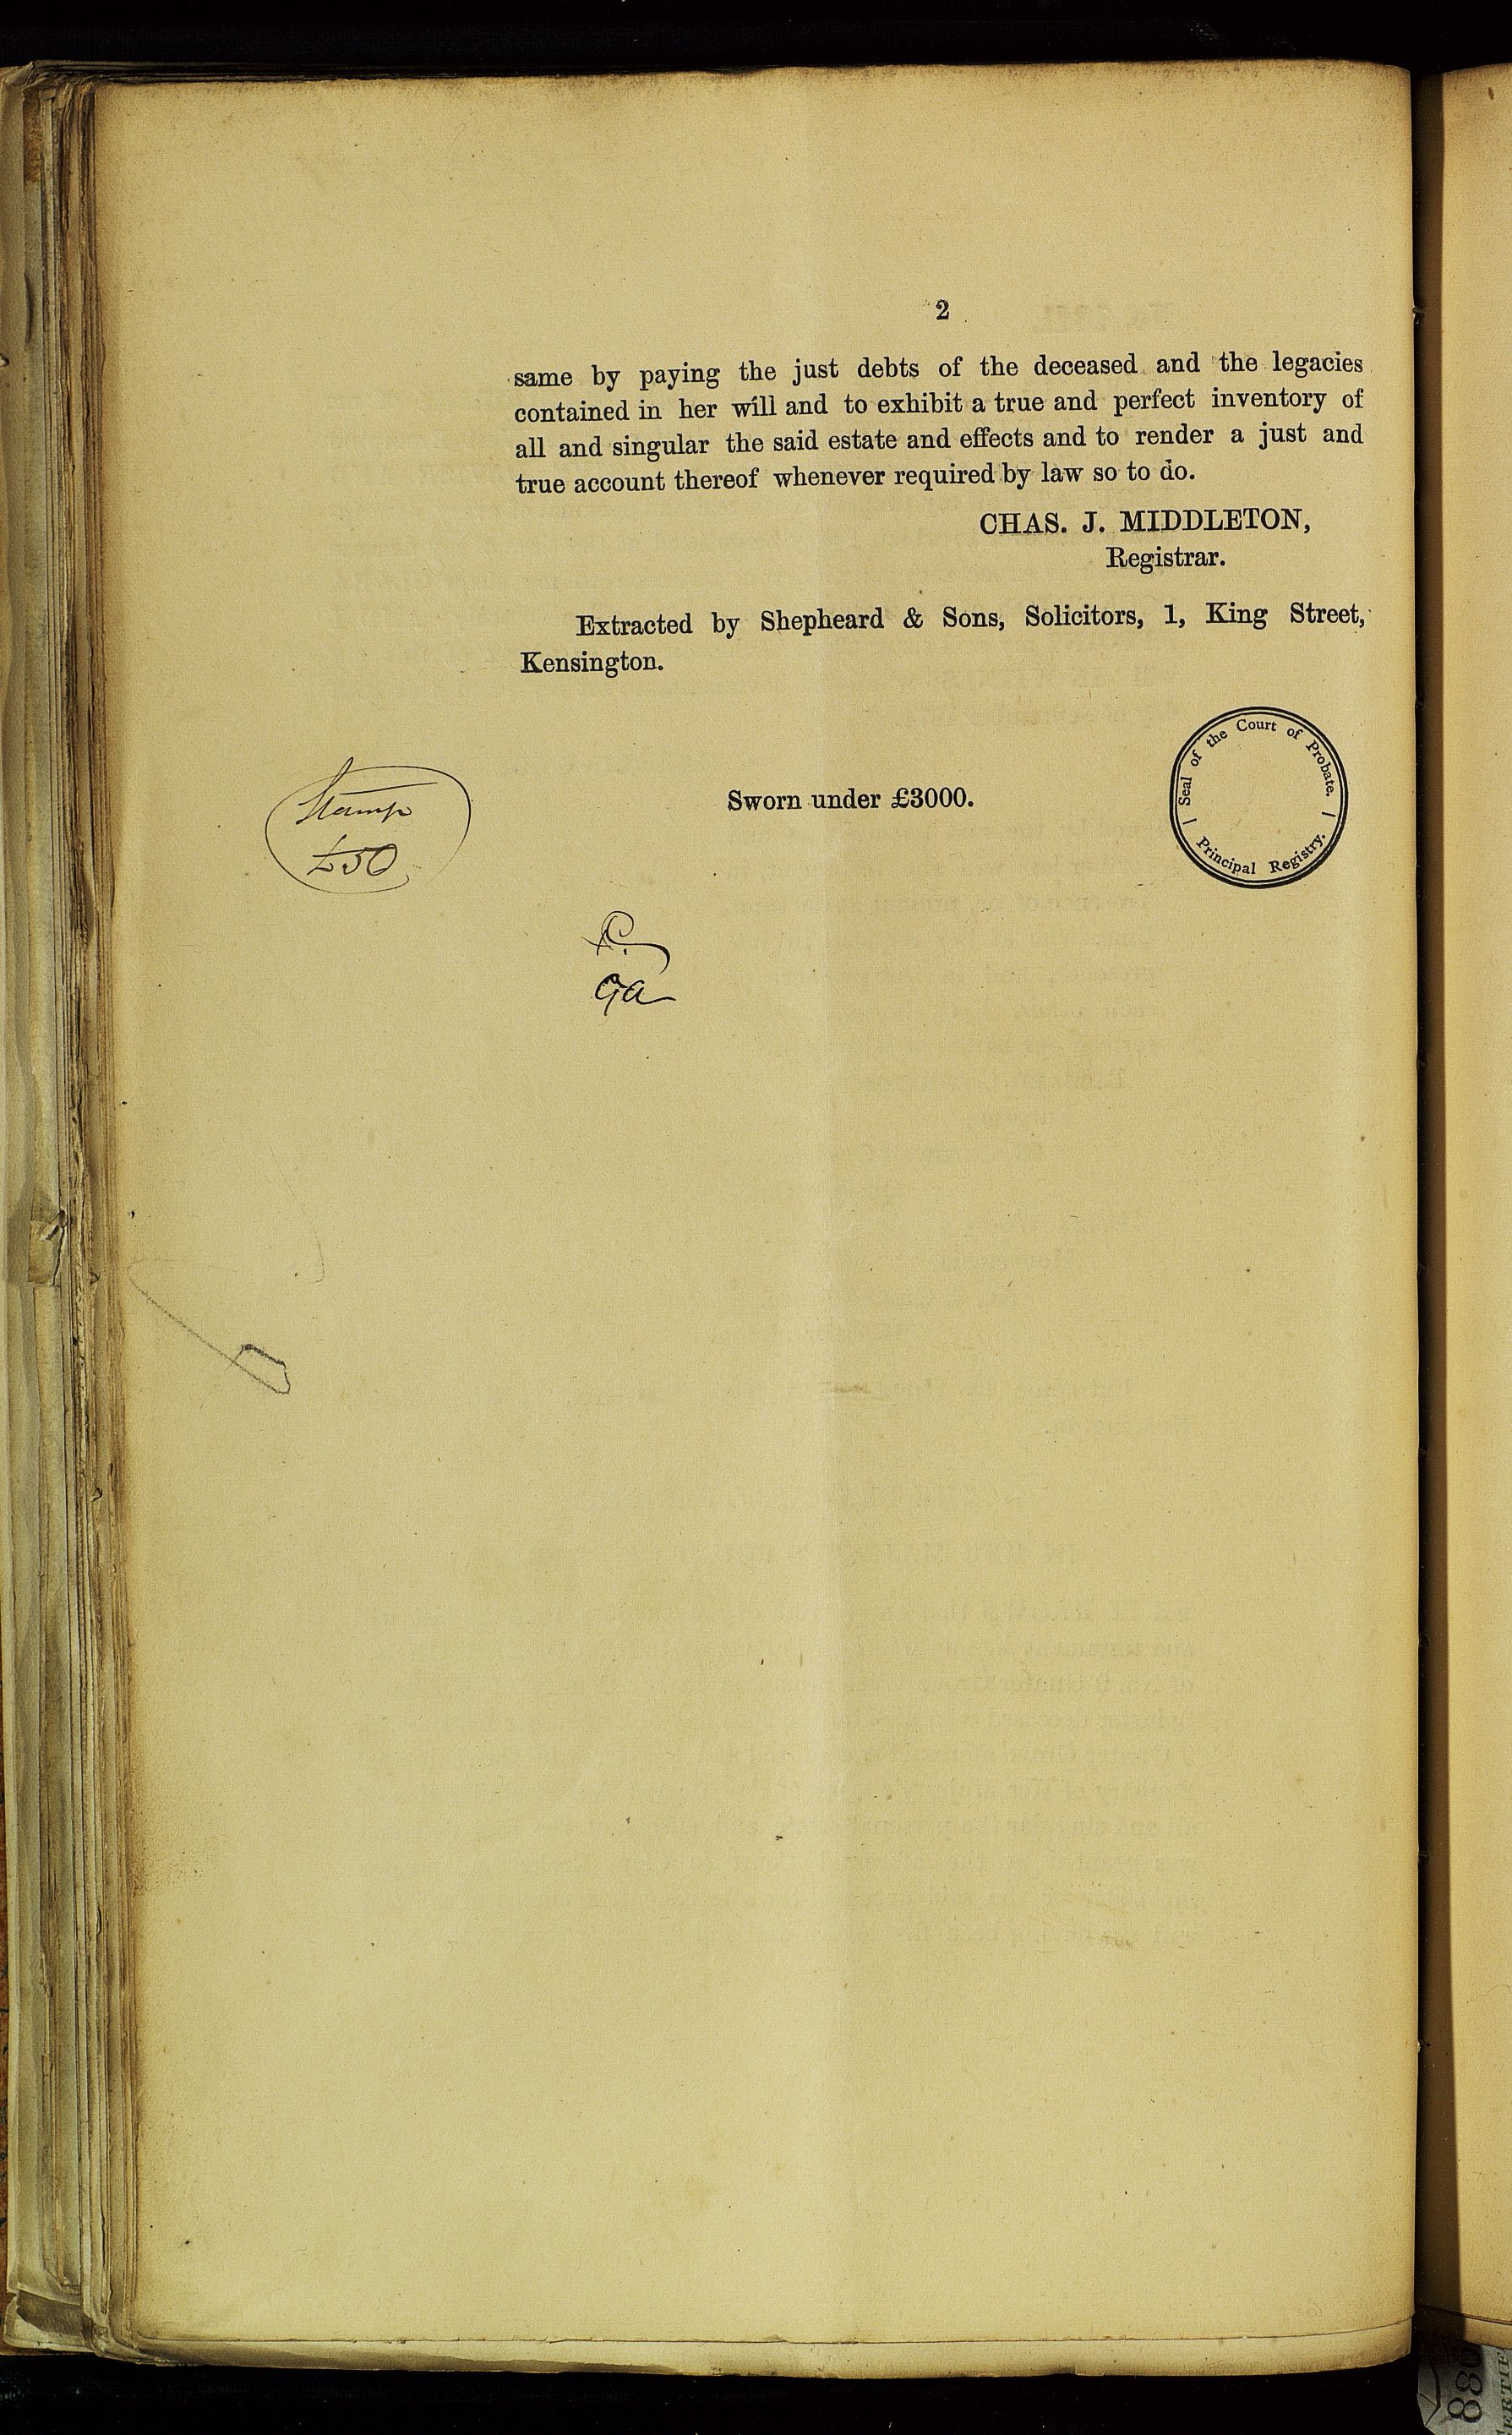 2
same by paying the just debts of the deceased and the legacies
contained in her will and to exhibit a true and perfect inventory of
all and singular the said estate and effects and to render a just and
true account thereof whenever required by law so to do.
CHAS. J. MIDDLETON,
Registrar.
Extracted by Shepheard & Sons, Solicitors, 1, King Street,
Kensington.
Seal of the Court of Probate.
Principal Registry.
Sworn under £3000.
Stamp
£50